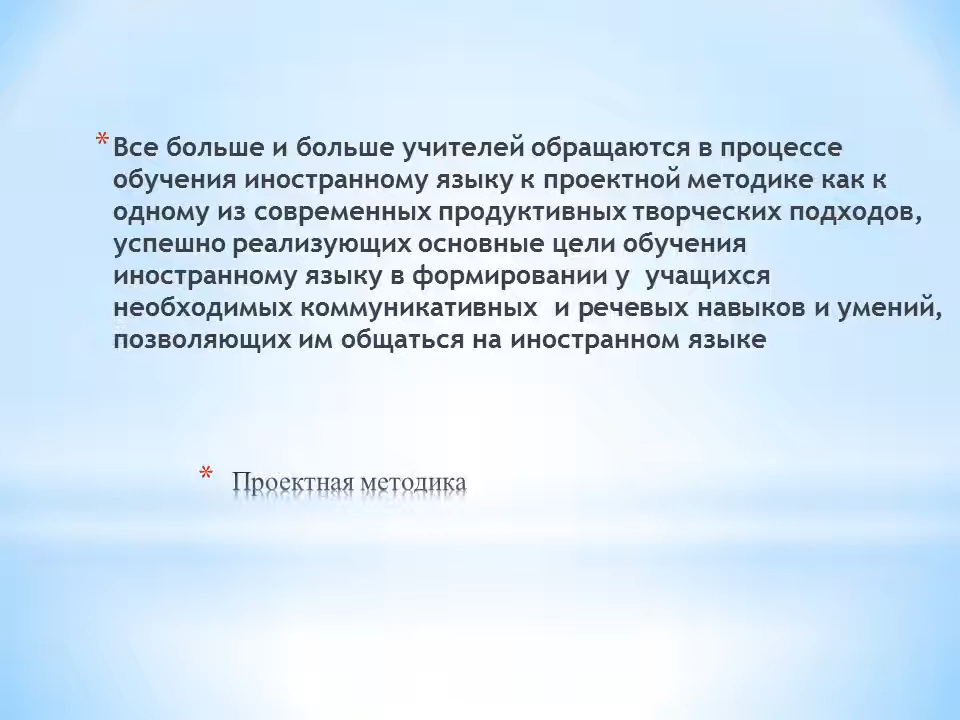 * Все больше и больше учителей обращаются в процессе
обучения иностранному языку к проектной методике как к
одному из современных продуктивных творческих подходов,
успешно реализующих основные цели обучения
иностранному языку в формировании у  учащихся
необходимых коммуникативных  и речевых навыков и умений,
позволяющих им общаться на иностранном языке
* Проектная методика